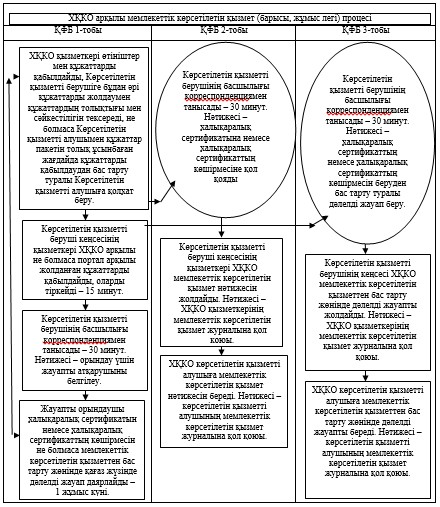 ХҚКО арқылы мемлекеттік көрсетілетін қызмет (барысы, жұмыс легі) процесі
ҚФБ 1-тобы
ҚФБ 2-тобы
ҚФБ 3-тобы
ХҚКО қызметкері өтініштер
мен құжаттарды
қабылдайды, Көрсетілетін
қызметті берушіге бұдан әрі
құжаттарды жолдаумен
құжаттардың толықтығы мен
сәйкестілігін тексереді, не
болмаса Көрсетілетін
қызметті алушымен құжаттар
пакетін толық ұсынбаған
жағдайда құжаттарды
қабылдаудан бас тарту
туралы Көрсетілетін
қызметті алушыға қолхат
беру.
Көрсетілетін қызметті
беруші кеңсесінің
қызметкері ХҚКО арқылы
не болмаса портал арқылы
жолданған құжаттарды
қабылдайды, оларды
тіркейді – 15 минут.
Көрсетілетін қызметті
берушінің басшылығы
корреспонденциямен
танысады – 30 минут.
Нәтижесі – орындау үшін
жауапты атқарушыны
белгілеу.
Жауапты орындаушы
халықаралық сертификатын
немесе халықаралық
сертификаттың көшірмесін
не болмаса мемлекеттік
көрсетілетін қызметтен бас
тарту жөнінде қағаз жүзінде
дәлелді жауап даярлайды –
1 жұмыс күні.
Көрсетілетін қызметті
берушінің басшылығы
корреспонденциямен
танысады – 30 минут.
Нәтижесі –
халықаралық
сертификатына немесе
халықаралық
сертификаттың
көшірмесіне қол
қояды
Көрсетілетін қызметті
беруші кеңсесінің
қызметкері ХҚКО
мемлекеттік көрсетілетін
қызмет нәтижесін
жолдайды. Нәтижесі –
ХҚКО қызметкерінің
мемлекеттік көрсетілетін
қызмет журналына қол
қоюы.
ХҚКО көрсетілетін қызметті
алушыға мемлекеттік
көрсетілетін қызмет
нәтижесін береді. Нәтижесі –
көрсетілетін қызметті
алушының мемлекеттік
көрсетілетін қызмет
журналына қол қоюы.
Көрсетілетін
қызметті берушінің
басшылығы
корреспонденциямен
танысады – 30 минут.
Нәтижесі –
халықаралық
сертификаттың
немесе халықаралық
сертификаттың
көшірмесін беруден
бас тарту туралы
дәлелді жауап беру.
Көрсетілетін қызметті
берушінің кеңсесі ХҚКО
мемлекеттік көрсетілетін
қызметтен бас тарту
жөнінде дәлелді жауапты
жолдайды. Нәтижесі –
ХҚКО қызметкерінің
мемлекеттік көрсетілетін
қызмет журналына қол
қоюы.
ХҚКО көрсетілетін қызметті
алушыға мемлекеттік
көрсетілетін қызметтен бас
тарту жөнінде дәлелді
жауапты береді. Нәтижесі –
көрсетілетін қызметті
алушының мемлекеттік
көрсетілетін қызмет
журналына қол қоюы.